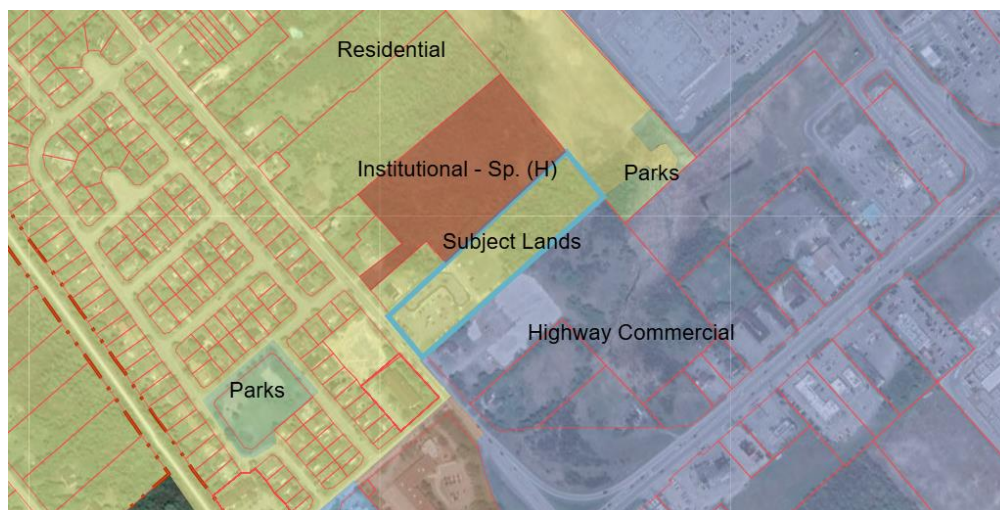 Residential
Institutional - Sp. (H)
Parks
Subject Lands
Highway Commercial
Parks